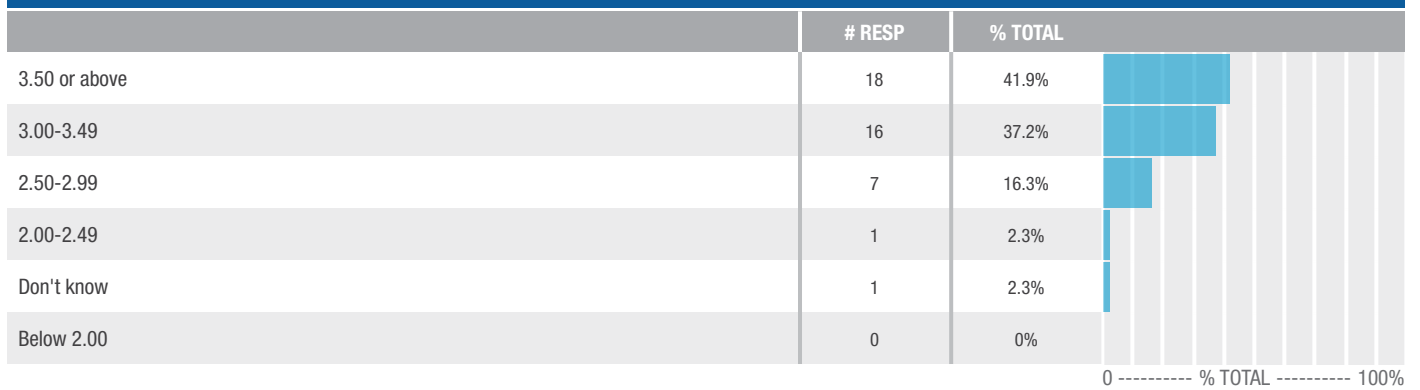 # RESP % TOTAL
3.50 or above 18 41.9%
3.00-3.49 16 37.2%
2.50-2.99 7 16.3%
2.00-2.49 1 2.3%
Don't know 1 2.3%
Below 2.00 0 0%
0 ---------- % TOTAL ---------- 100%